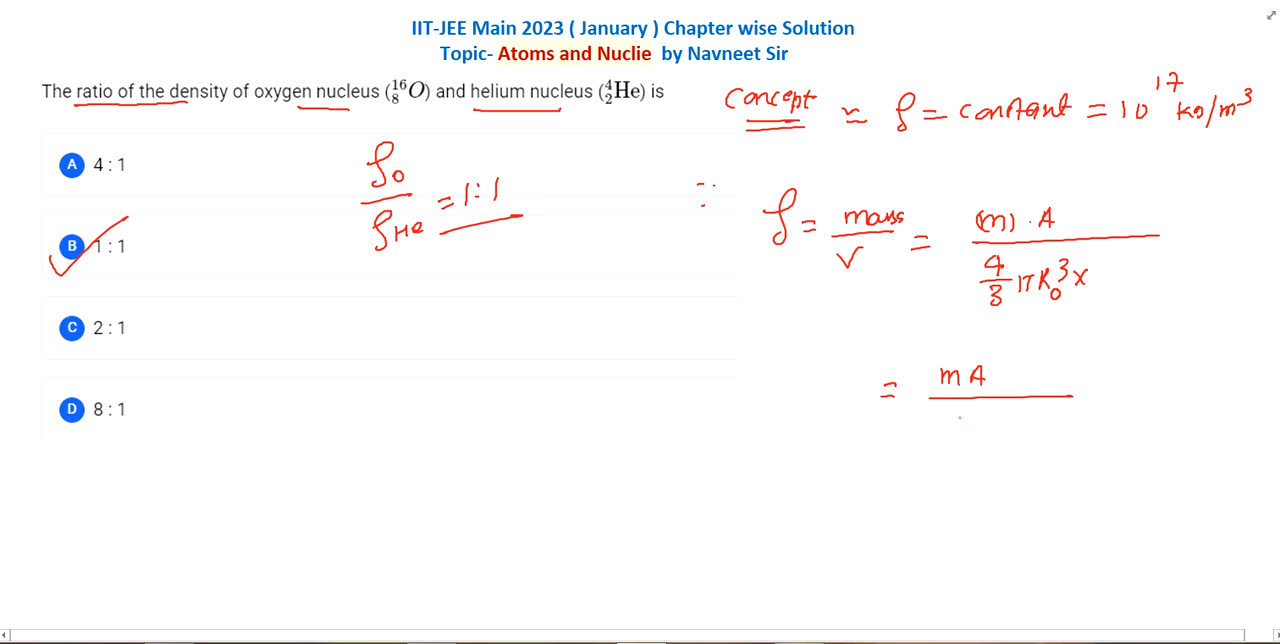 IIT-JEE Main 2023 ( January ) Chapter wise Solution
Topic- Atoms and Nuclie by Navneet Sir
The ratio of the density of oxygen nucleus (¹⁶₈O) and helium nucleus (⁴₂He) is
concept ≃ ρ = constant = 10¹⁷ kg/m³
A 4 : 1
B 1 : 1
C 2 : 1
D 8 : 1
ρ₀ / ρHe = 1:1
∵ ρ = mass / V = (m) . A / 4/3 π R₀³ x
= m A